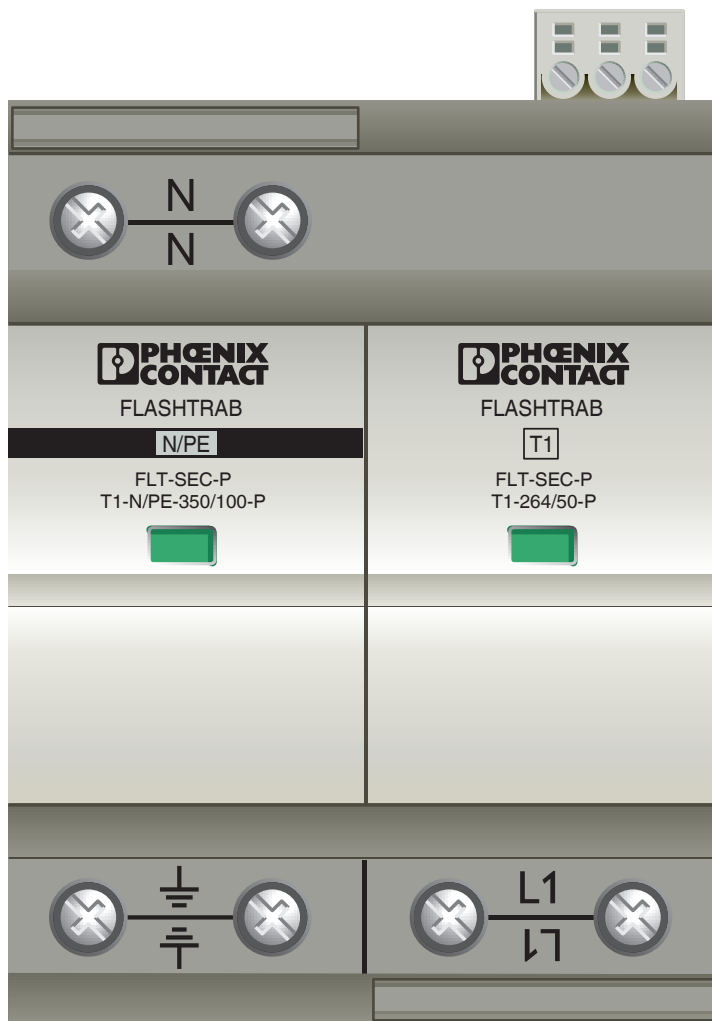 N
N
PHŒNIX
CONTACT
FLASHTRAB
N/PE
FLT-SEC-P
T1-N/PE-350/100-P
PHŒNIX
CONTACT
FLASHTRAB
T1
FLT-SEC-P
T1-264/50-P
L1
L1